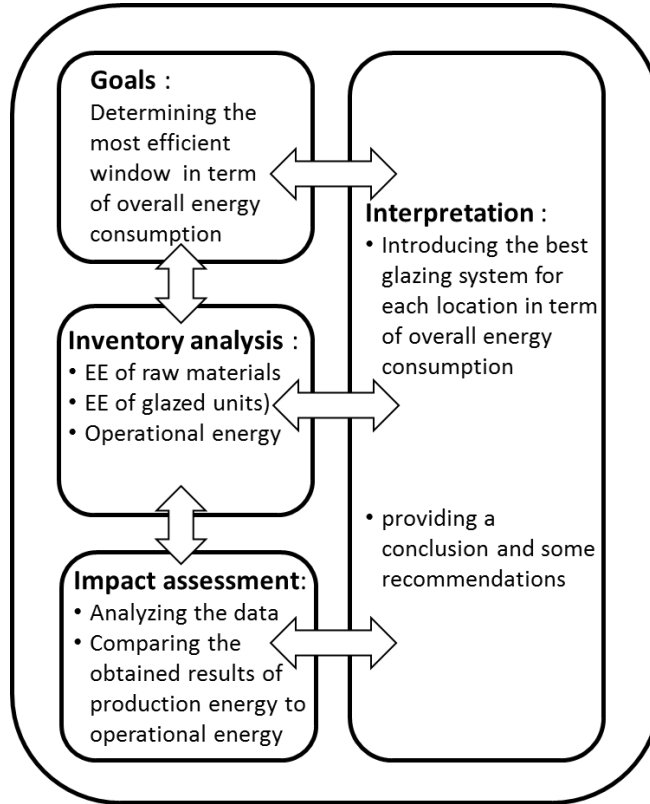 Goals :
Determining the
most efficient
window in term
of overall energy
consumption
Inventory analysis :
• EE of raw materials
• EE of glazed units)
• Operational energy
Impact assessment:
• Analyzing the data
• Comparing the
obtained results of
production energy to
operational energy
Interpretation :
• Introducing the best
glazing system for
each location in term
of overall energy
consumption
• providing a
conclusion and some
recommendations